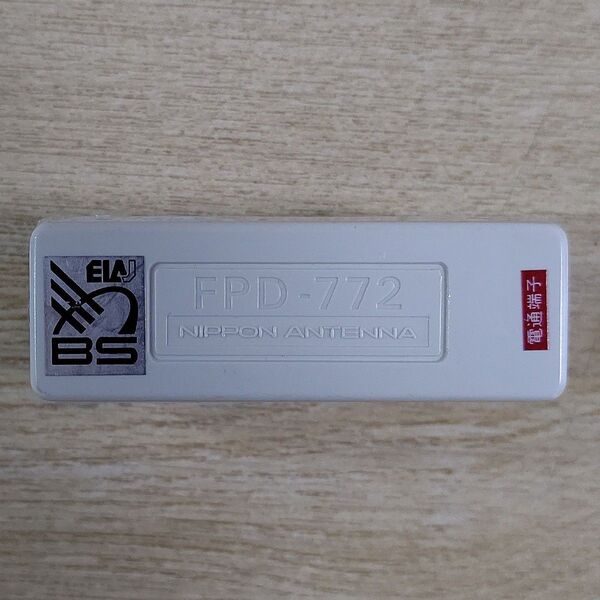 EIAJ
BS
FPD-772
NIPPON ANTENNA
電通端子